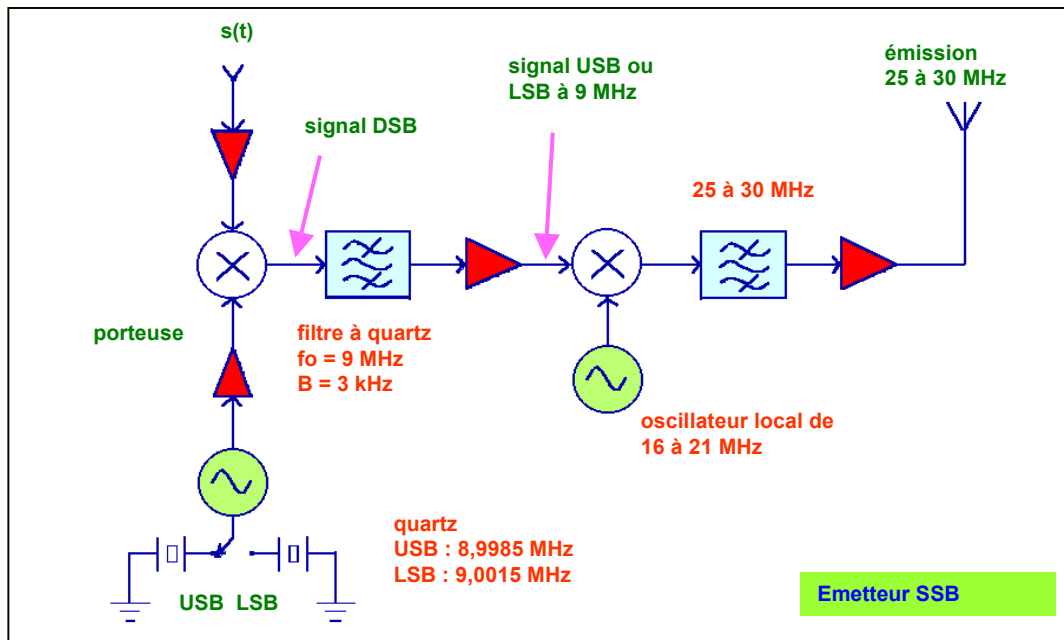 s(t)
émission
25 à 30 MHz
signal USB ou
LSB à 9 MHz
signal DSB
25 à 30 MHz
porteuse
filtre à quartz
fo = 9 MHz
B = 3 kHz
oscillateur local de
16 à 21 MHz
quartz
USB : 8,9985 MHz
LSB : 9,0015 MHz
USB LSB
Emetteur SSB